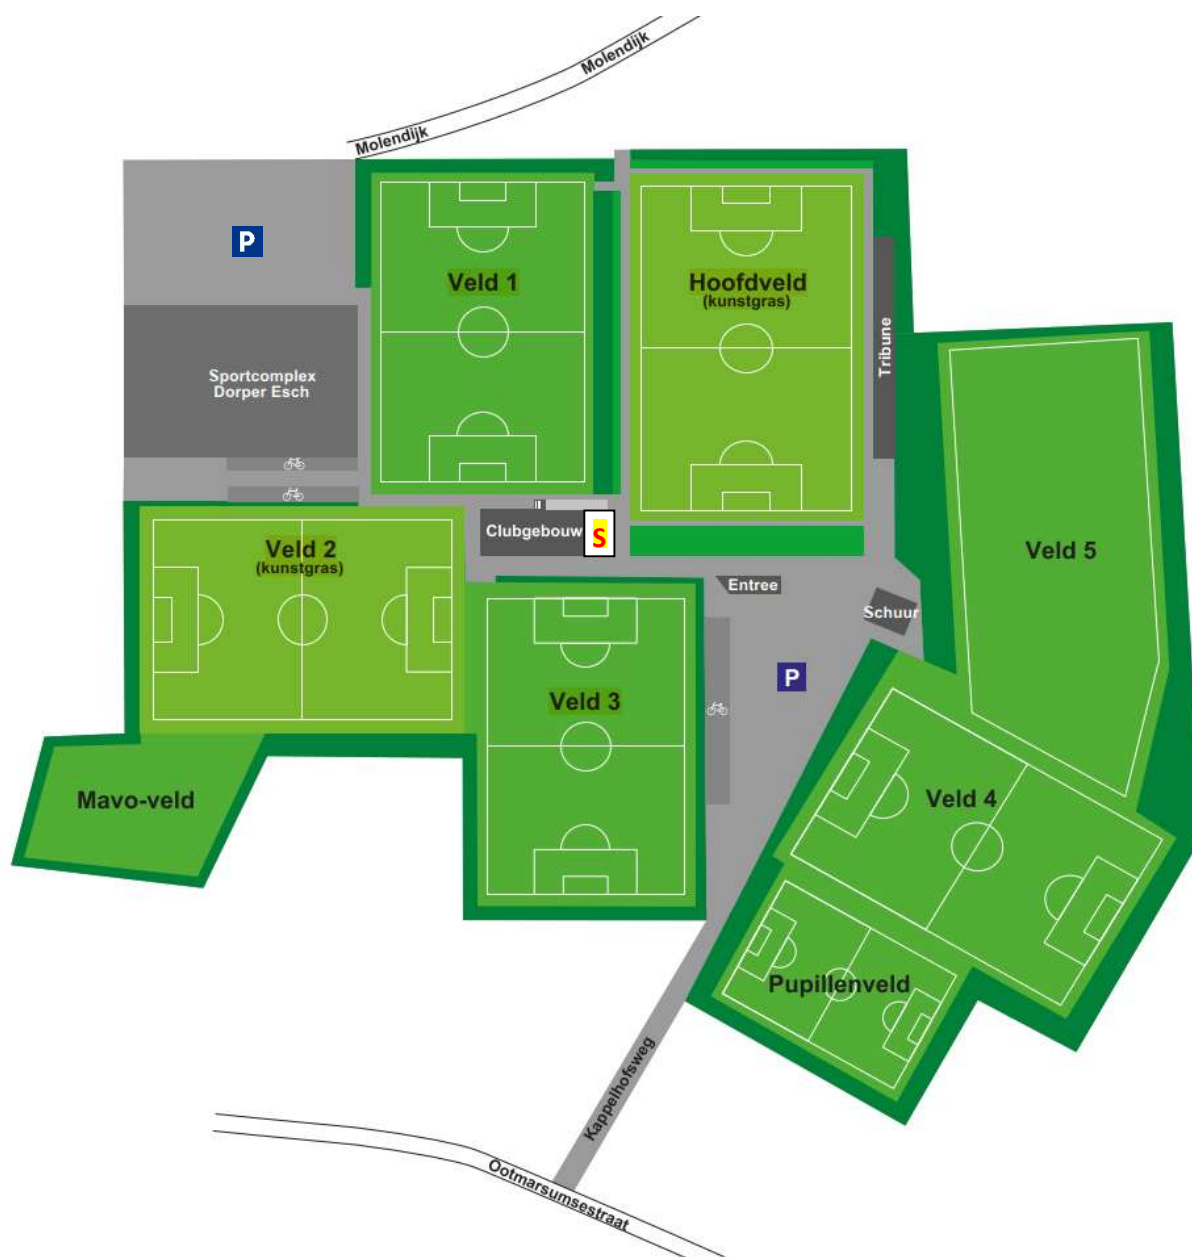 Molendijk
Molendijk
P
Veld 1
Hoofdveld
(kunstgras)
Tribune
Sportcomplex
Dorper Esch
Clubgebouw
S
Veld 2
(kunstgras)
Veld 5
Entree
Schuur
P
Veld 3
Veld 4
Mavo-veld
Pupillenveld
Kappelhofsweg
Ootmarsumsestraat